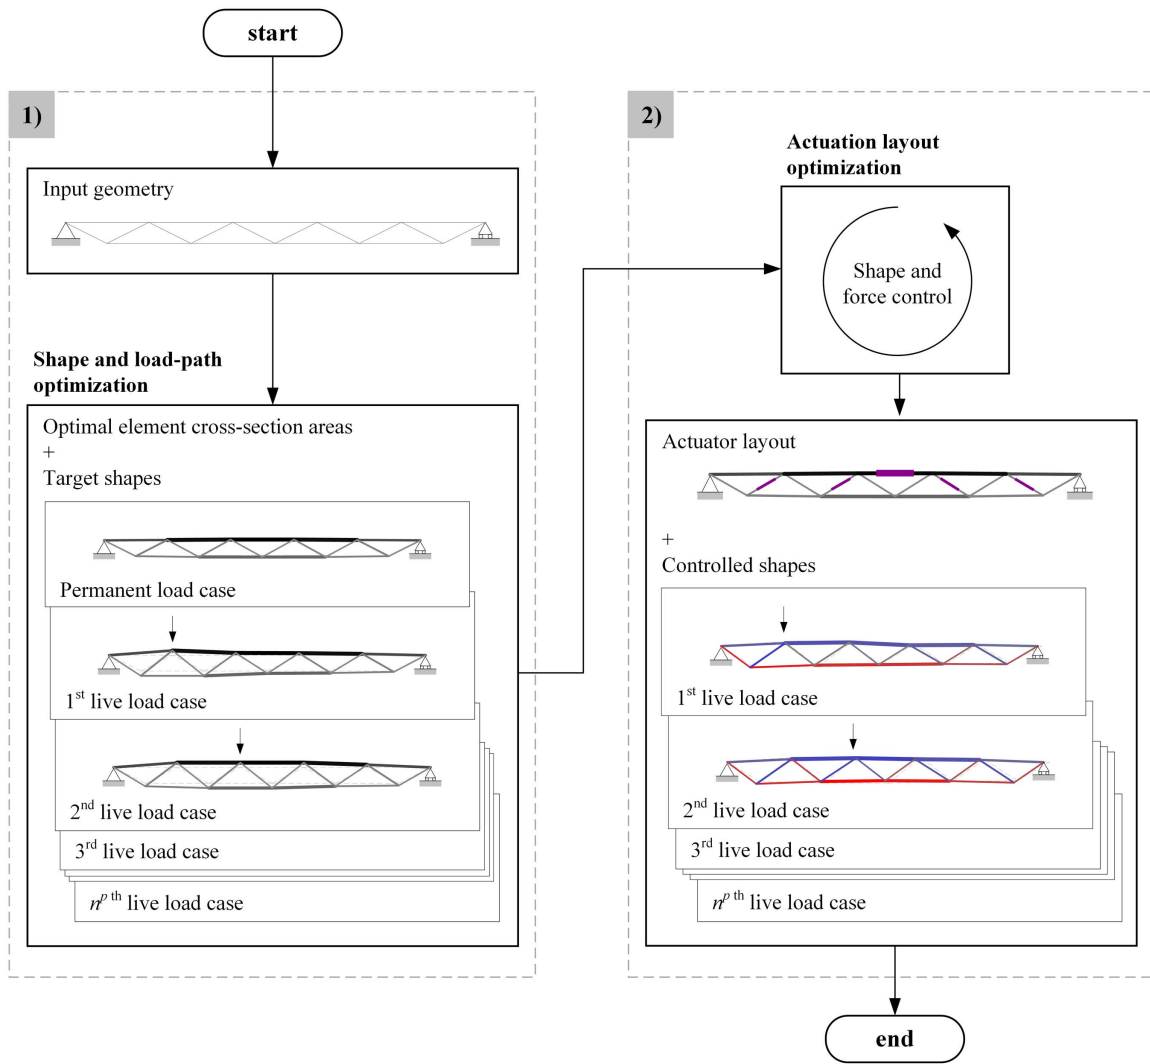 start
1)
Input geometry
Shape and load-path
optimization
Optimal element cross-section areas
+
Target shapes
Permanent load case
1st live load case
2nd live load case
3rd live load case
n^p th live load case
2)
Actuation layout
optimization
Shape and
force control
Actuator layout
+
Controlled shapes
1st live load case
2nd live load case
3rd live load case
n^p th live load case
end